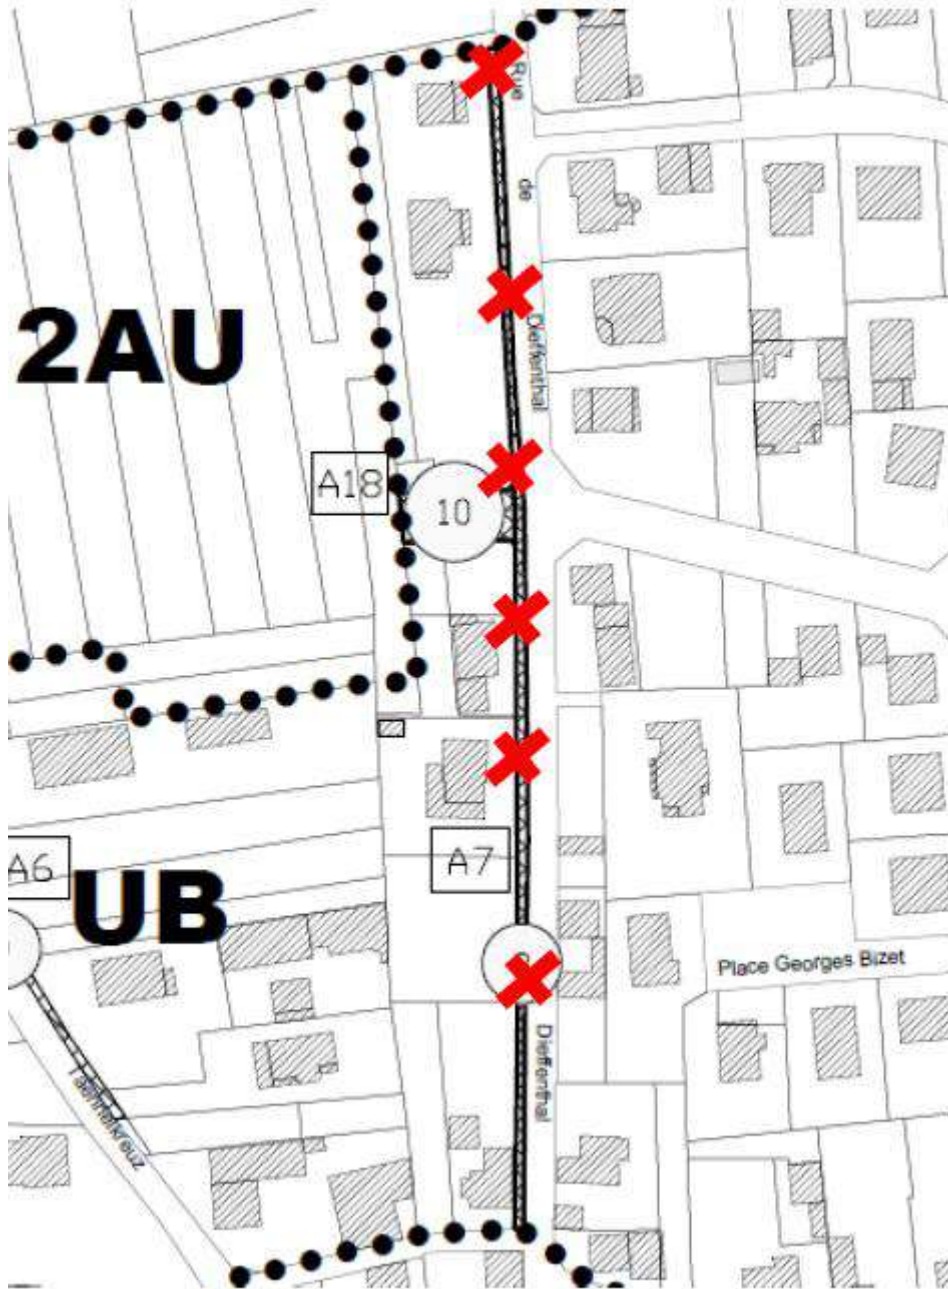 Rue
de
Dieffenthal
2AU
A18
10
A7
A6
UB
Place Georges Bizet
Dieffenthal